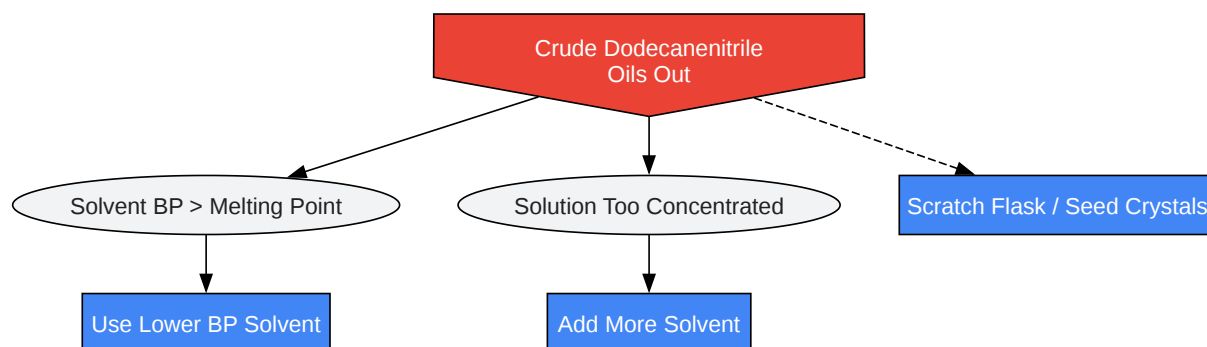 Crude Dodecanenitrile
Oils Out
Solvent BP > Melting Point
Solution Too Concentrated
Scratch Flask / Seed Crystals
Use Lower BP Solvent
Add More Solvent